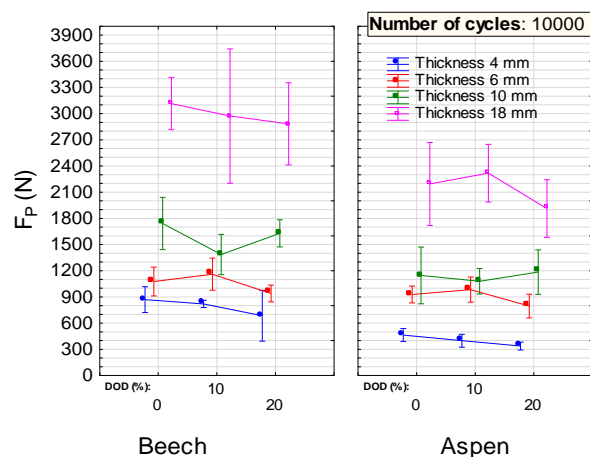 Number of cycles: 10000
Thickness 4 mm
Thickness 6 mm
Thickness 10 mm
Thickness 18 mm
F_P (N)
3900
3600
3300
3000
2700
2400
2100
1800
1500
1200
900
600
300
0
DOD (%):
0 10 20
Beech
DOD (%):
0 10 20
Aspen